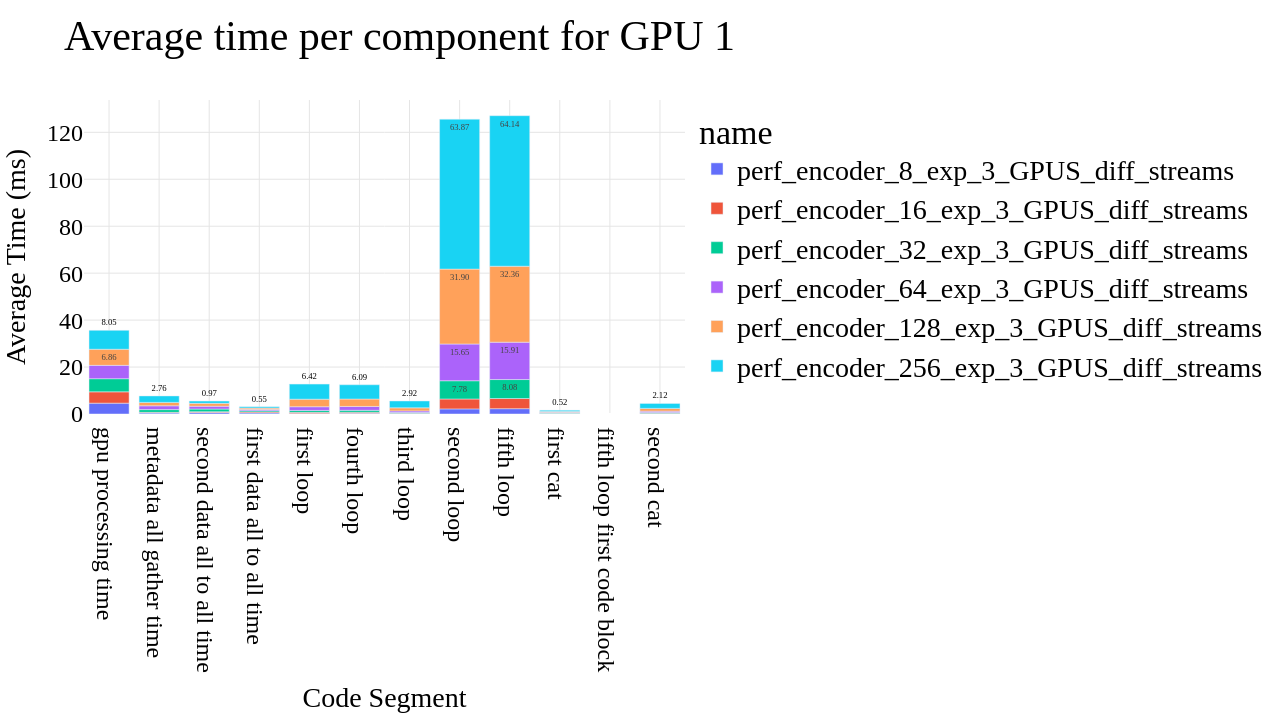 Average time per component for GPU 1
120
100
80
60
40
20
0
Average Time (ms)
8.05
6.86
2.76
0.97
0.55
6.42
6.09
2.92
63.87
31.90
15.65
7.78
64.14
32.36
15.91
8.08
0.52
2.12
gpu processing time
metadata all gather time
second data all to all time
first data all to all time
first loop
fourth loop
third loop
second loop
fifth loop
first cat
fifth loop first code block
second cat
Code Segment
name
perf_encoder_8_exp_3_GPUS_diff_streams
perf_encoder_16_exp_3_GPUS_diff_streams
perf_encoder_32_exp_3_GPUS_diff_streams
perf_encoder_64_exp_3_GPUS_diff_streams
perf_encoder_128_exp_3_GPUS_diff_streams
perf_encoder_256_exp_3_GPUS_diff_streams